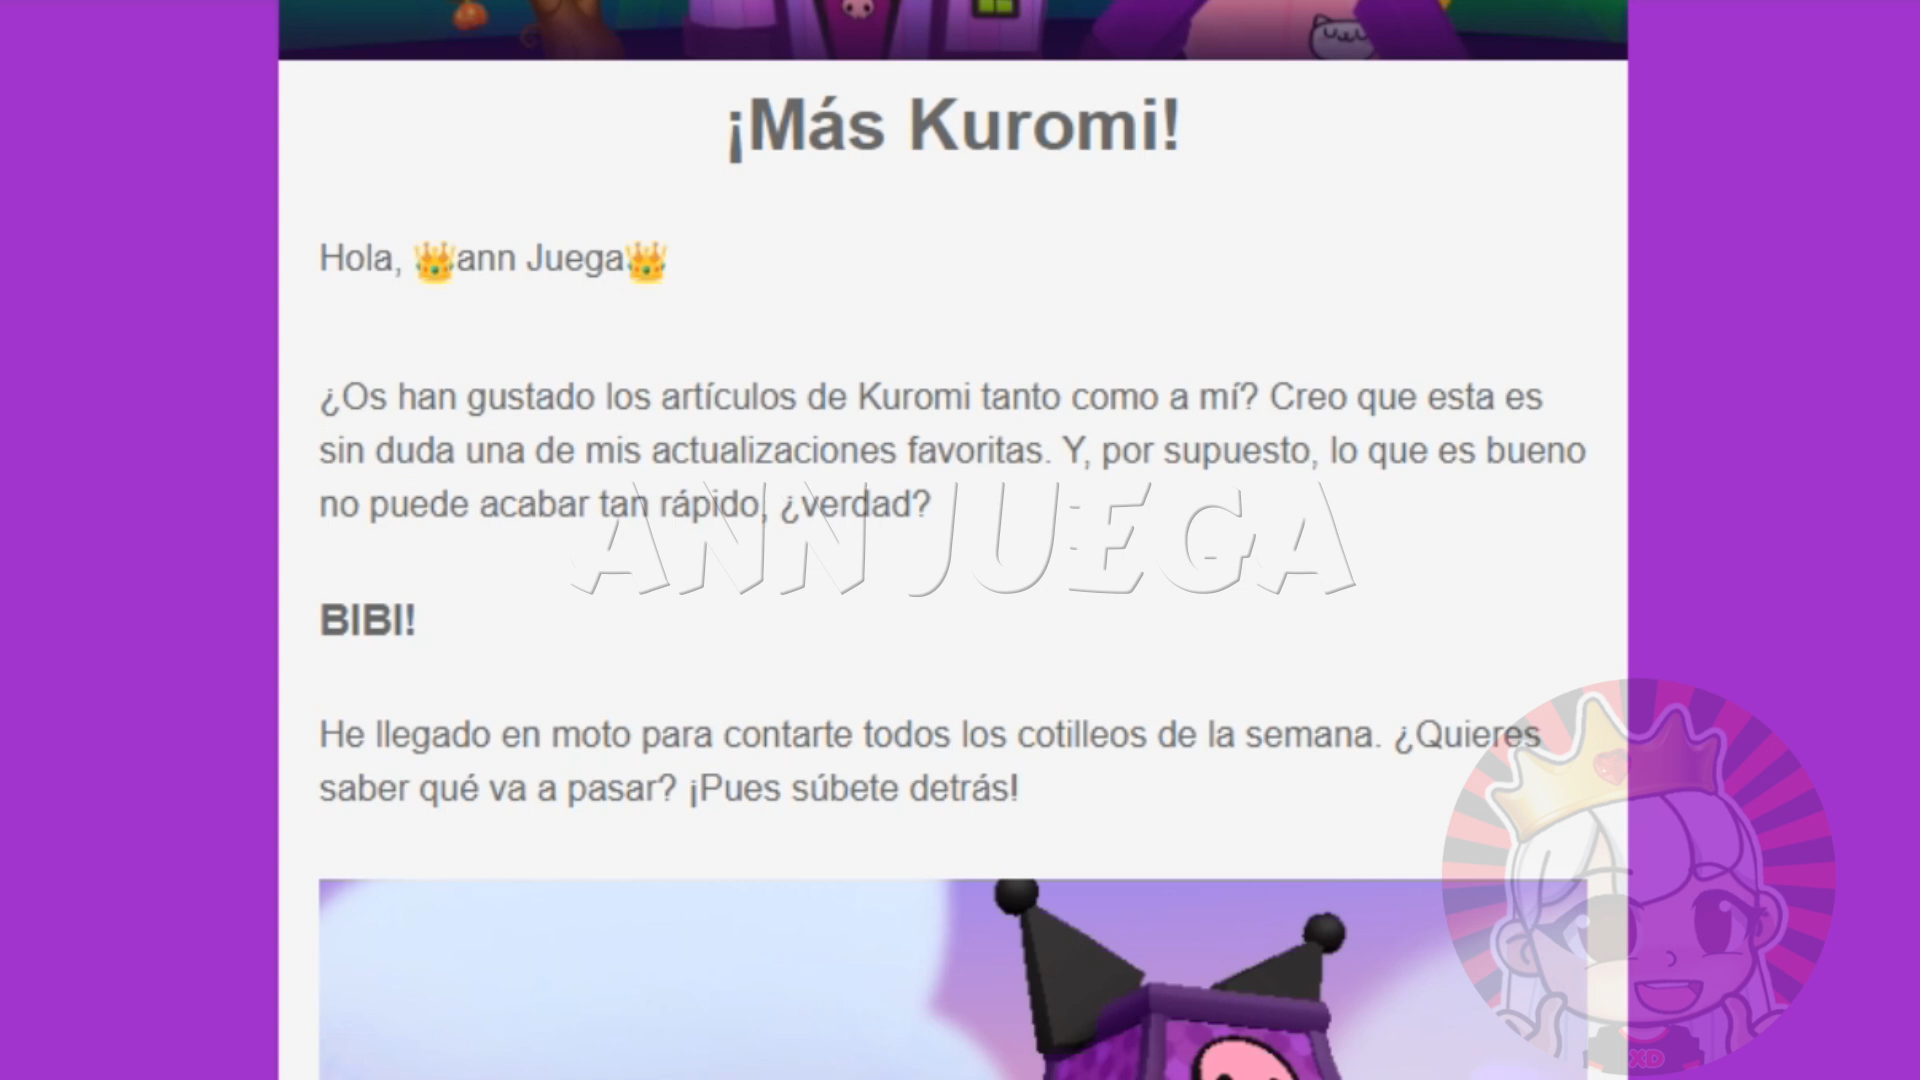 ¡Más Kuromi!
Hola, 👑ann Juega👑
¿Os han gustado los artículos de Kuromi tanto como a mí? Creo que esta es
sin duda una de mis actualizaciones favoritas. Y, por supuesto, lo que es bueno
no puede acabar tan rápido, ¿verdad?
ANN JUEGA
BIBI!
He llegado en moto para contarte todos los cotilleos de la semana. ¿Quieres
saber qué va a pasar? ¡Pues súbete detrás!
XD